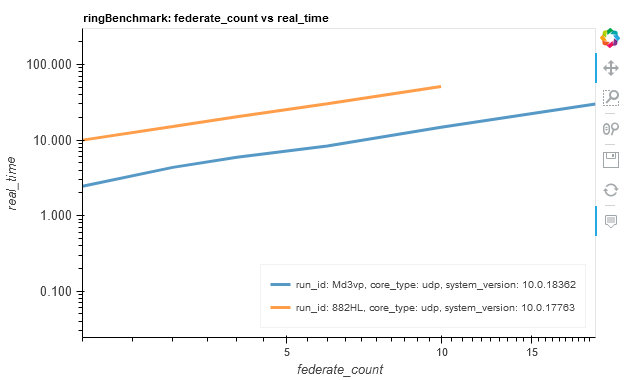 ringBenchmark: federate_count vs real_time
100.000
10.000
1.000
0.100
real_time
run_id: Md3vp, core_type: udp, system_version: 10.0.18362
run_id: 882HL, core_type: udp, system_version: 10.0.17763
5
10
15
federate_count